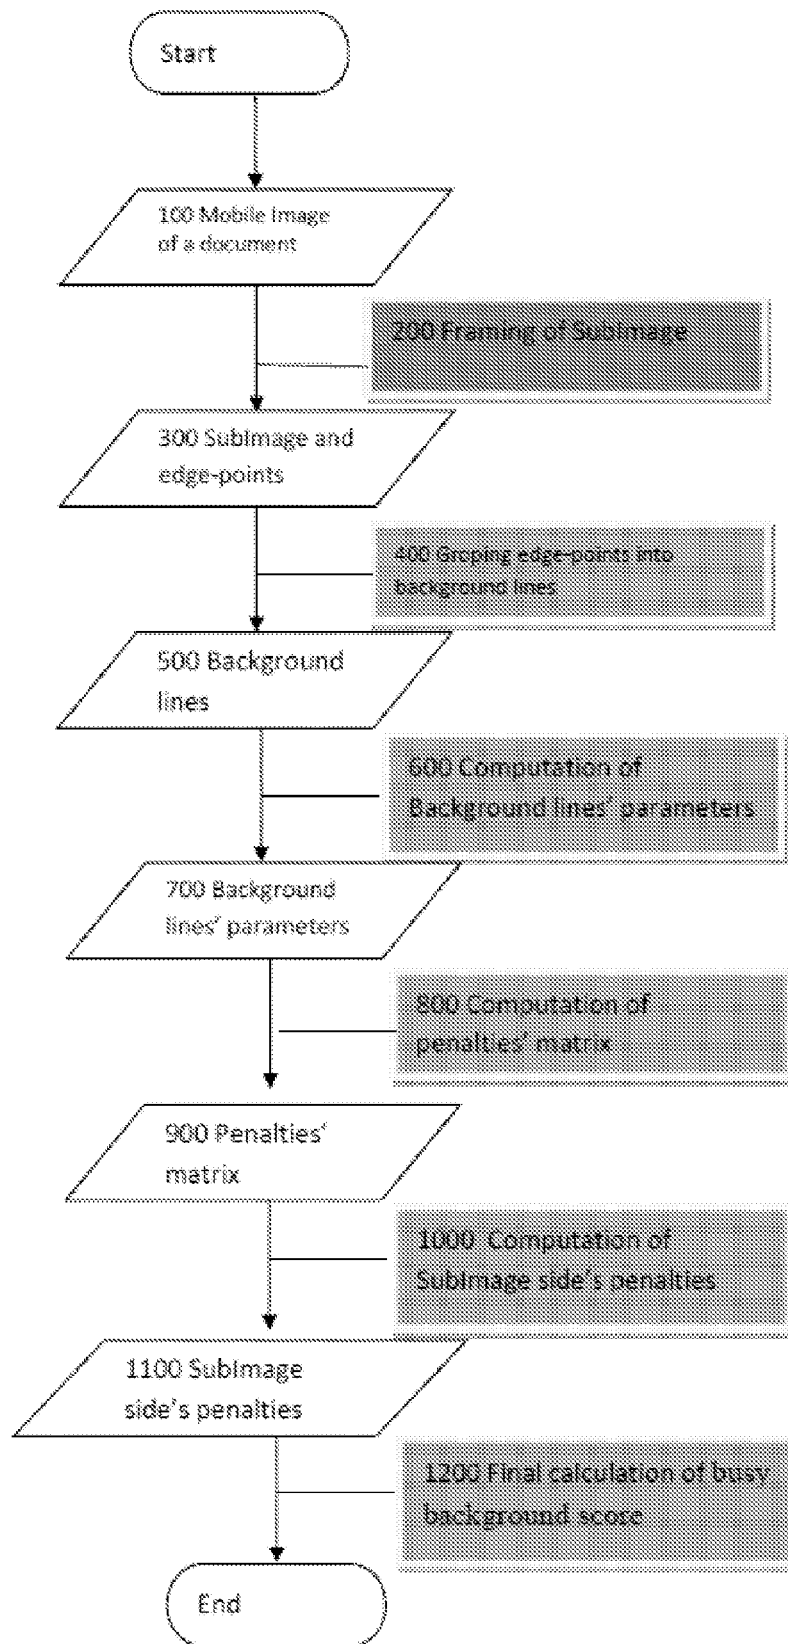 Start
100 Mobile Image
of a document
200 Framing of SubImage
300 SubImage and
edge-points
400 Groping edge-points into
background lines
500 Background
lines
600 Computation of
Background lines' parameters
700 Background
lines' parameters
800 Computation of
penalties' matrix
900 Penalties'
matrix
1000 Computation of
SubImage side's penalties
1100 SubImage
side's penalties
1200 Final calculation of busy
background score
End